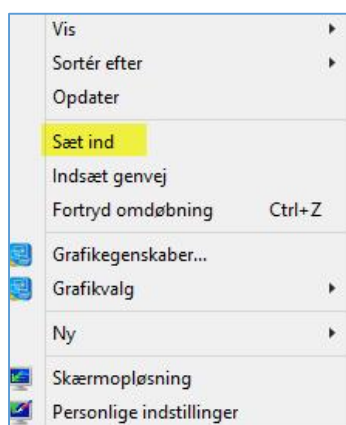 Vis
Sortér efter
Opdater
Sæt ind
Indsæt genvej
Fortryd omdøbning Ctrl+Z
Grafikegenskaber...
Grafikvalg
Ny
Skærmopløsning
Personlige indstillinger